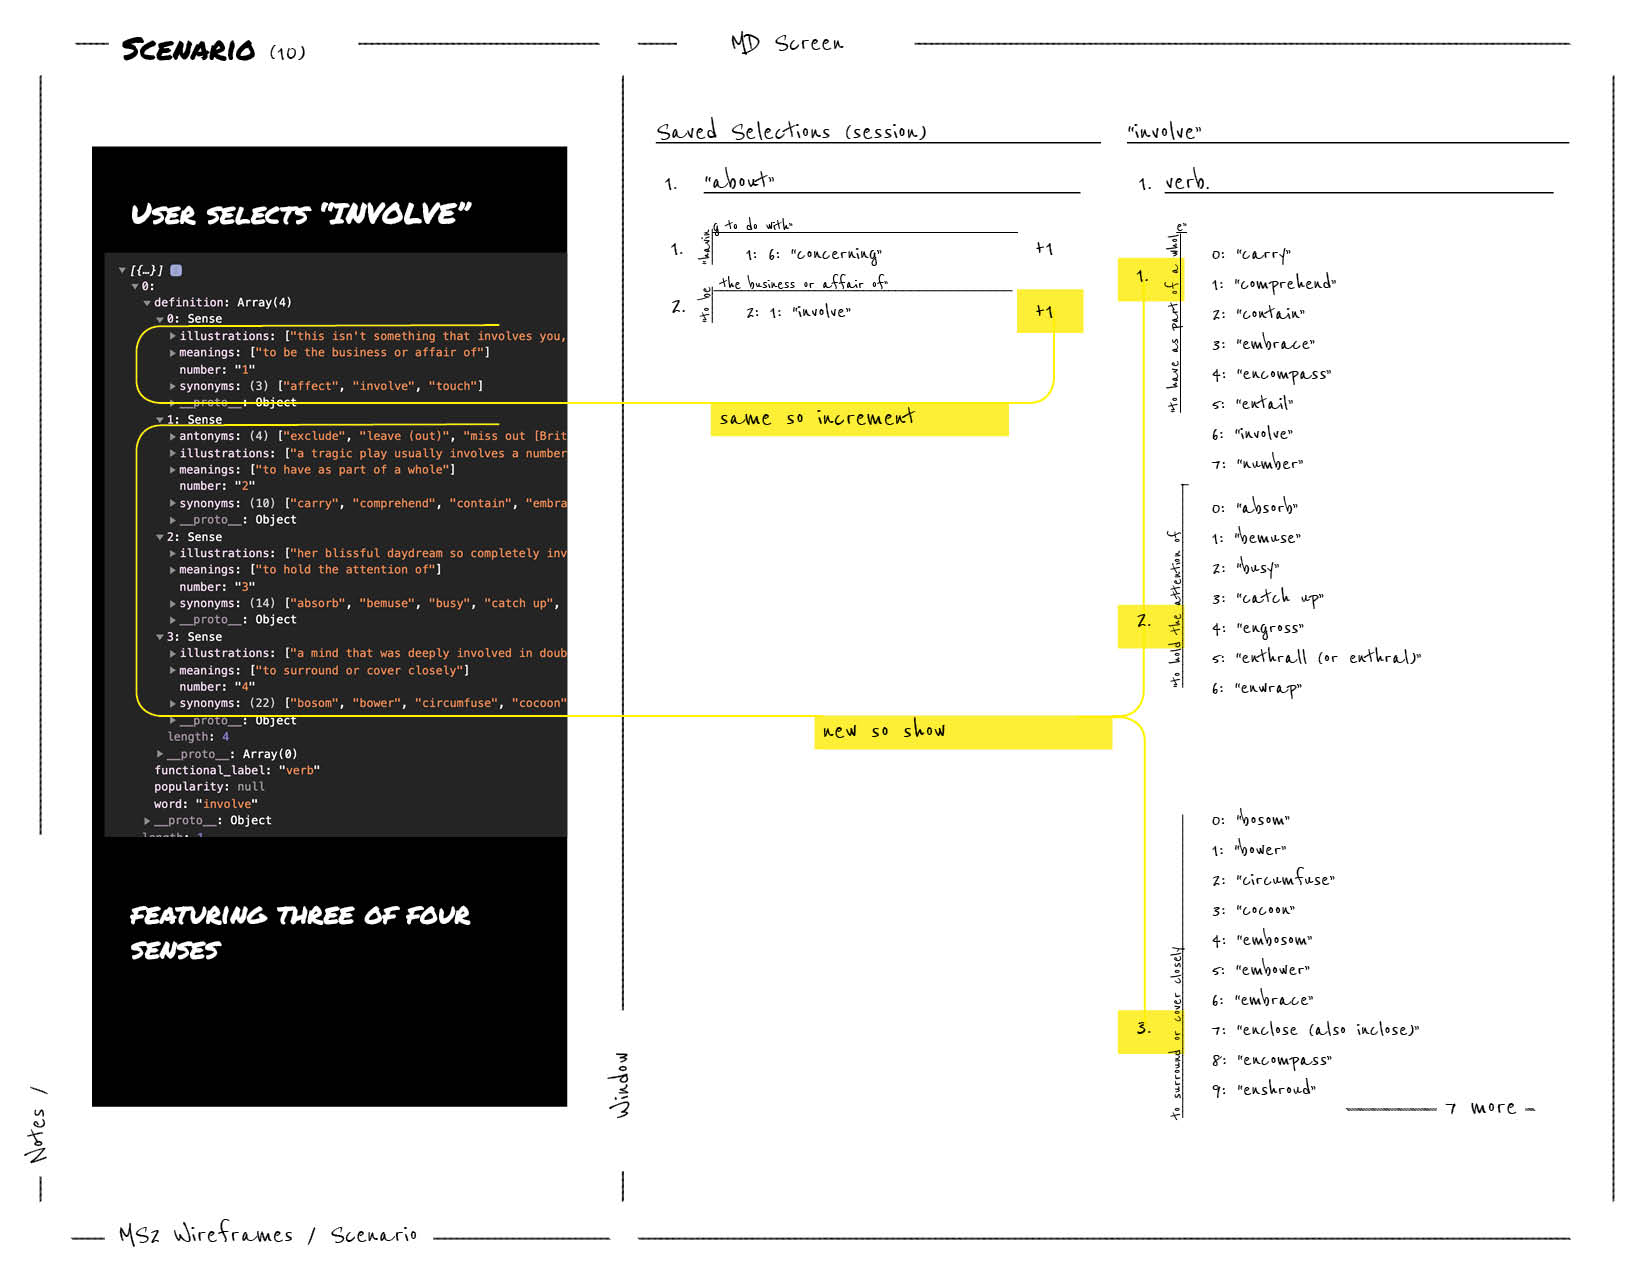 SCENARIO (10)
MD Screen
USER SELECTS "INVOLVE"
[{…}]
0:
definition: Array(4)
0: Sense
illustrations: ["this isn't something that involves you,
meanings: ["to be the business or affair of"]
number: "1"
synonyms: (3) ["affect", "involve", "touch"]
__proto__: Object
1: Sense
antonyms: (4) ["exclude", "leave (out)", "miss out [Brit
illustrations: ["a tragic play usually involves a number
meanings: ["to have as part of a whole"]
number: "2"
synonyms: (10) ["carry", "comprehend", "contain", "embra
__proto__: Object
2: Sense
illustrations: ["her blissful daydream so completely inv
meanings: ["to hold the attention of"]
number: "3"
synonyms: (14) ["absorb", "bemuse", "busy", "catch up",
__proto__: Object
3: Sense
illustrations: ["a mind that was deeply involved in doub
meanings: ["to surround or cover closely"]
number: "4"
synonyms: (22) ["bosom", "bower", "circumfuse", "cocoon"
__proto__: Object
length: 4
__proto__: Array(0)
functional_label: "verb"
popularity: null
word: "involve"
__proto__: Object
length: 1
FEATURING THREE OF FOUR
SENSES
Saved Selections (session)
1. "about"
1. "having to do with"
1: 6: "concerning" +1
2. "to be the business or affair of"
2: 1: "involve" +1
same so increment
new so show
"involve"
1. verb.
1. "to have as part of a whole"
0: "carry"
1: "comprehend"
2: "contain"
3: "embrace"
4: "encompass"
5: "entail"
6: "involve"
7: "number"
2. "to hold the attention of
0: "absorb"
1: "bemuse"
2: "busy"
3: "catch up"
4: "engross"
5: "enthrall (or enthral)"
6: "enwrap"
3. to surround or cover closely
0: "bosom"
1: "bower"
2: "circumfuse"
3: "cocoon"
4: "embosom"
5: "embower"
6: "embrace"
7: "enclose (also inclose)"
8: "encompass"
9: "enshroud"
7 more
Notes /
Window
MS2 Wireframes / Scenario